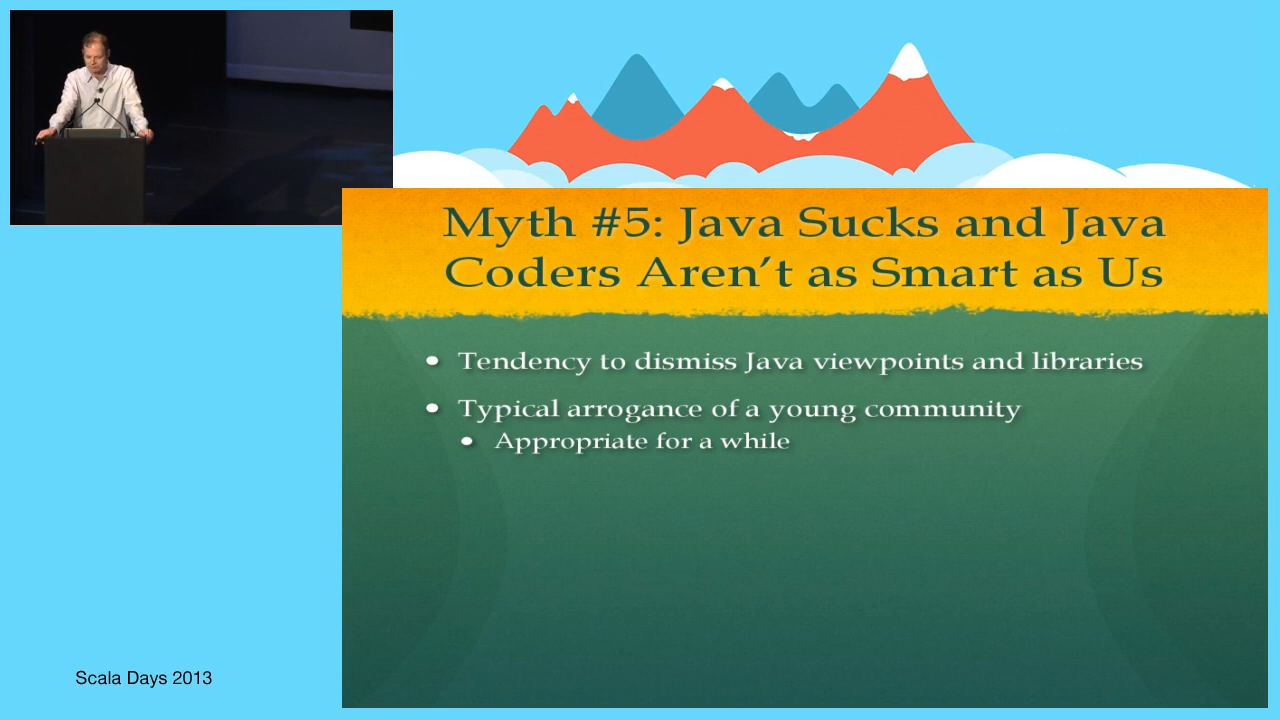 Myth #5: Java Sucks and Java
Coders Aren’t as Smart as Us
• Tendency to dismiss Java viewpoints and libraries
• Typical arrogance of a young community
• Appropriate for a while
Scala Days 2013